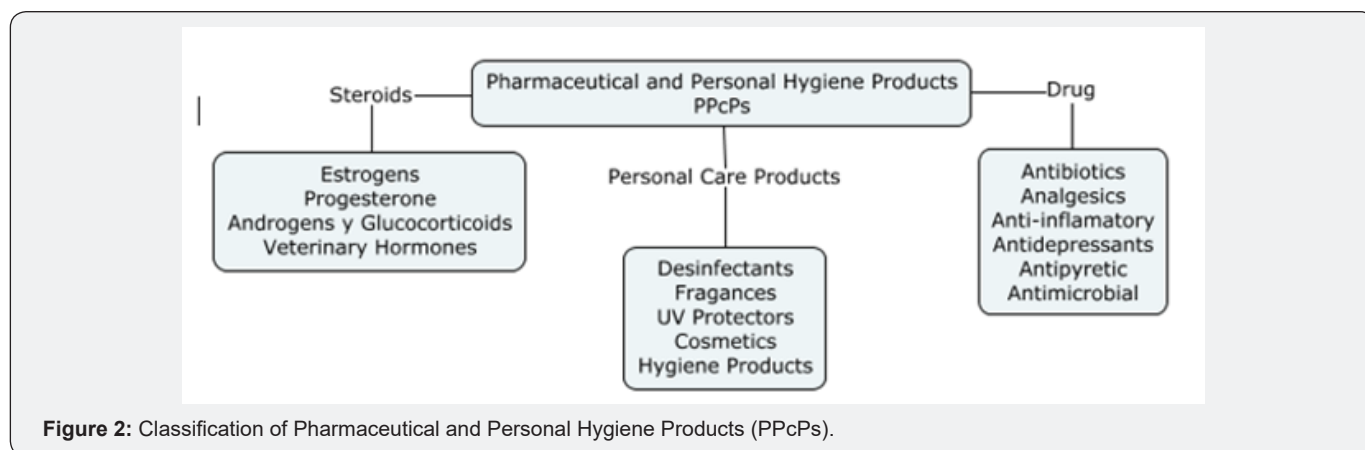 Pharmaceutical and Personal Hygiene Products
PPcPs
Steroids
Estrogens
Progesterone
Androgens y Glucocorticoids
Veterinary Hormones
Personal Care Products
Desinfectants
Fragances
UV Protectors
Cosmetics
Hygiene Products
Drug
Antibiotics
Analgesics
Anti-inflamatory
Antidepressants
Antipyretic
Antimicrobial
Figure 2: Classification of Pharmaceutical and Personal Hygiene Products (PPcPs).